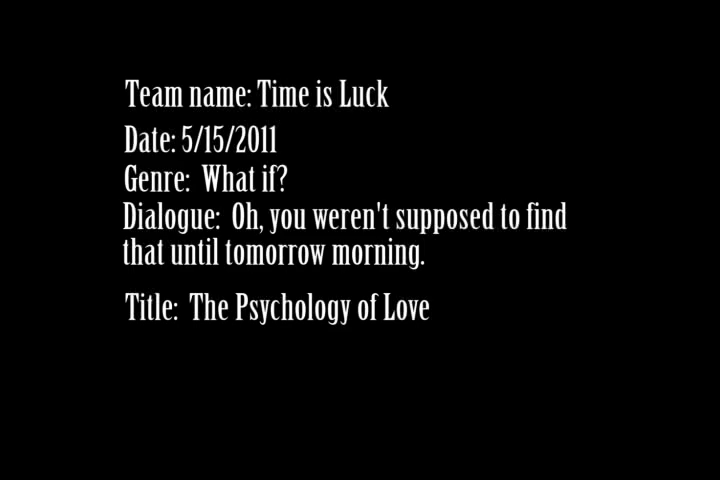 Team name: Time is Luck
Date: 5/15/2011
Genre:  What if?
Dialogue:  Oh, you weren't supposed to find
that until tomorrow morning.
Title:  The Psychology of Love